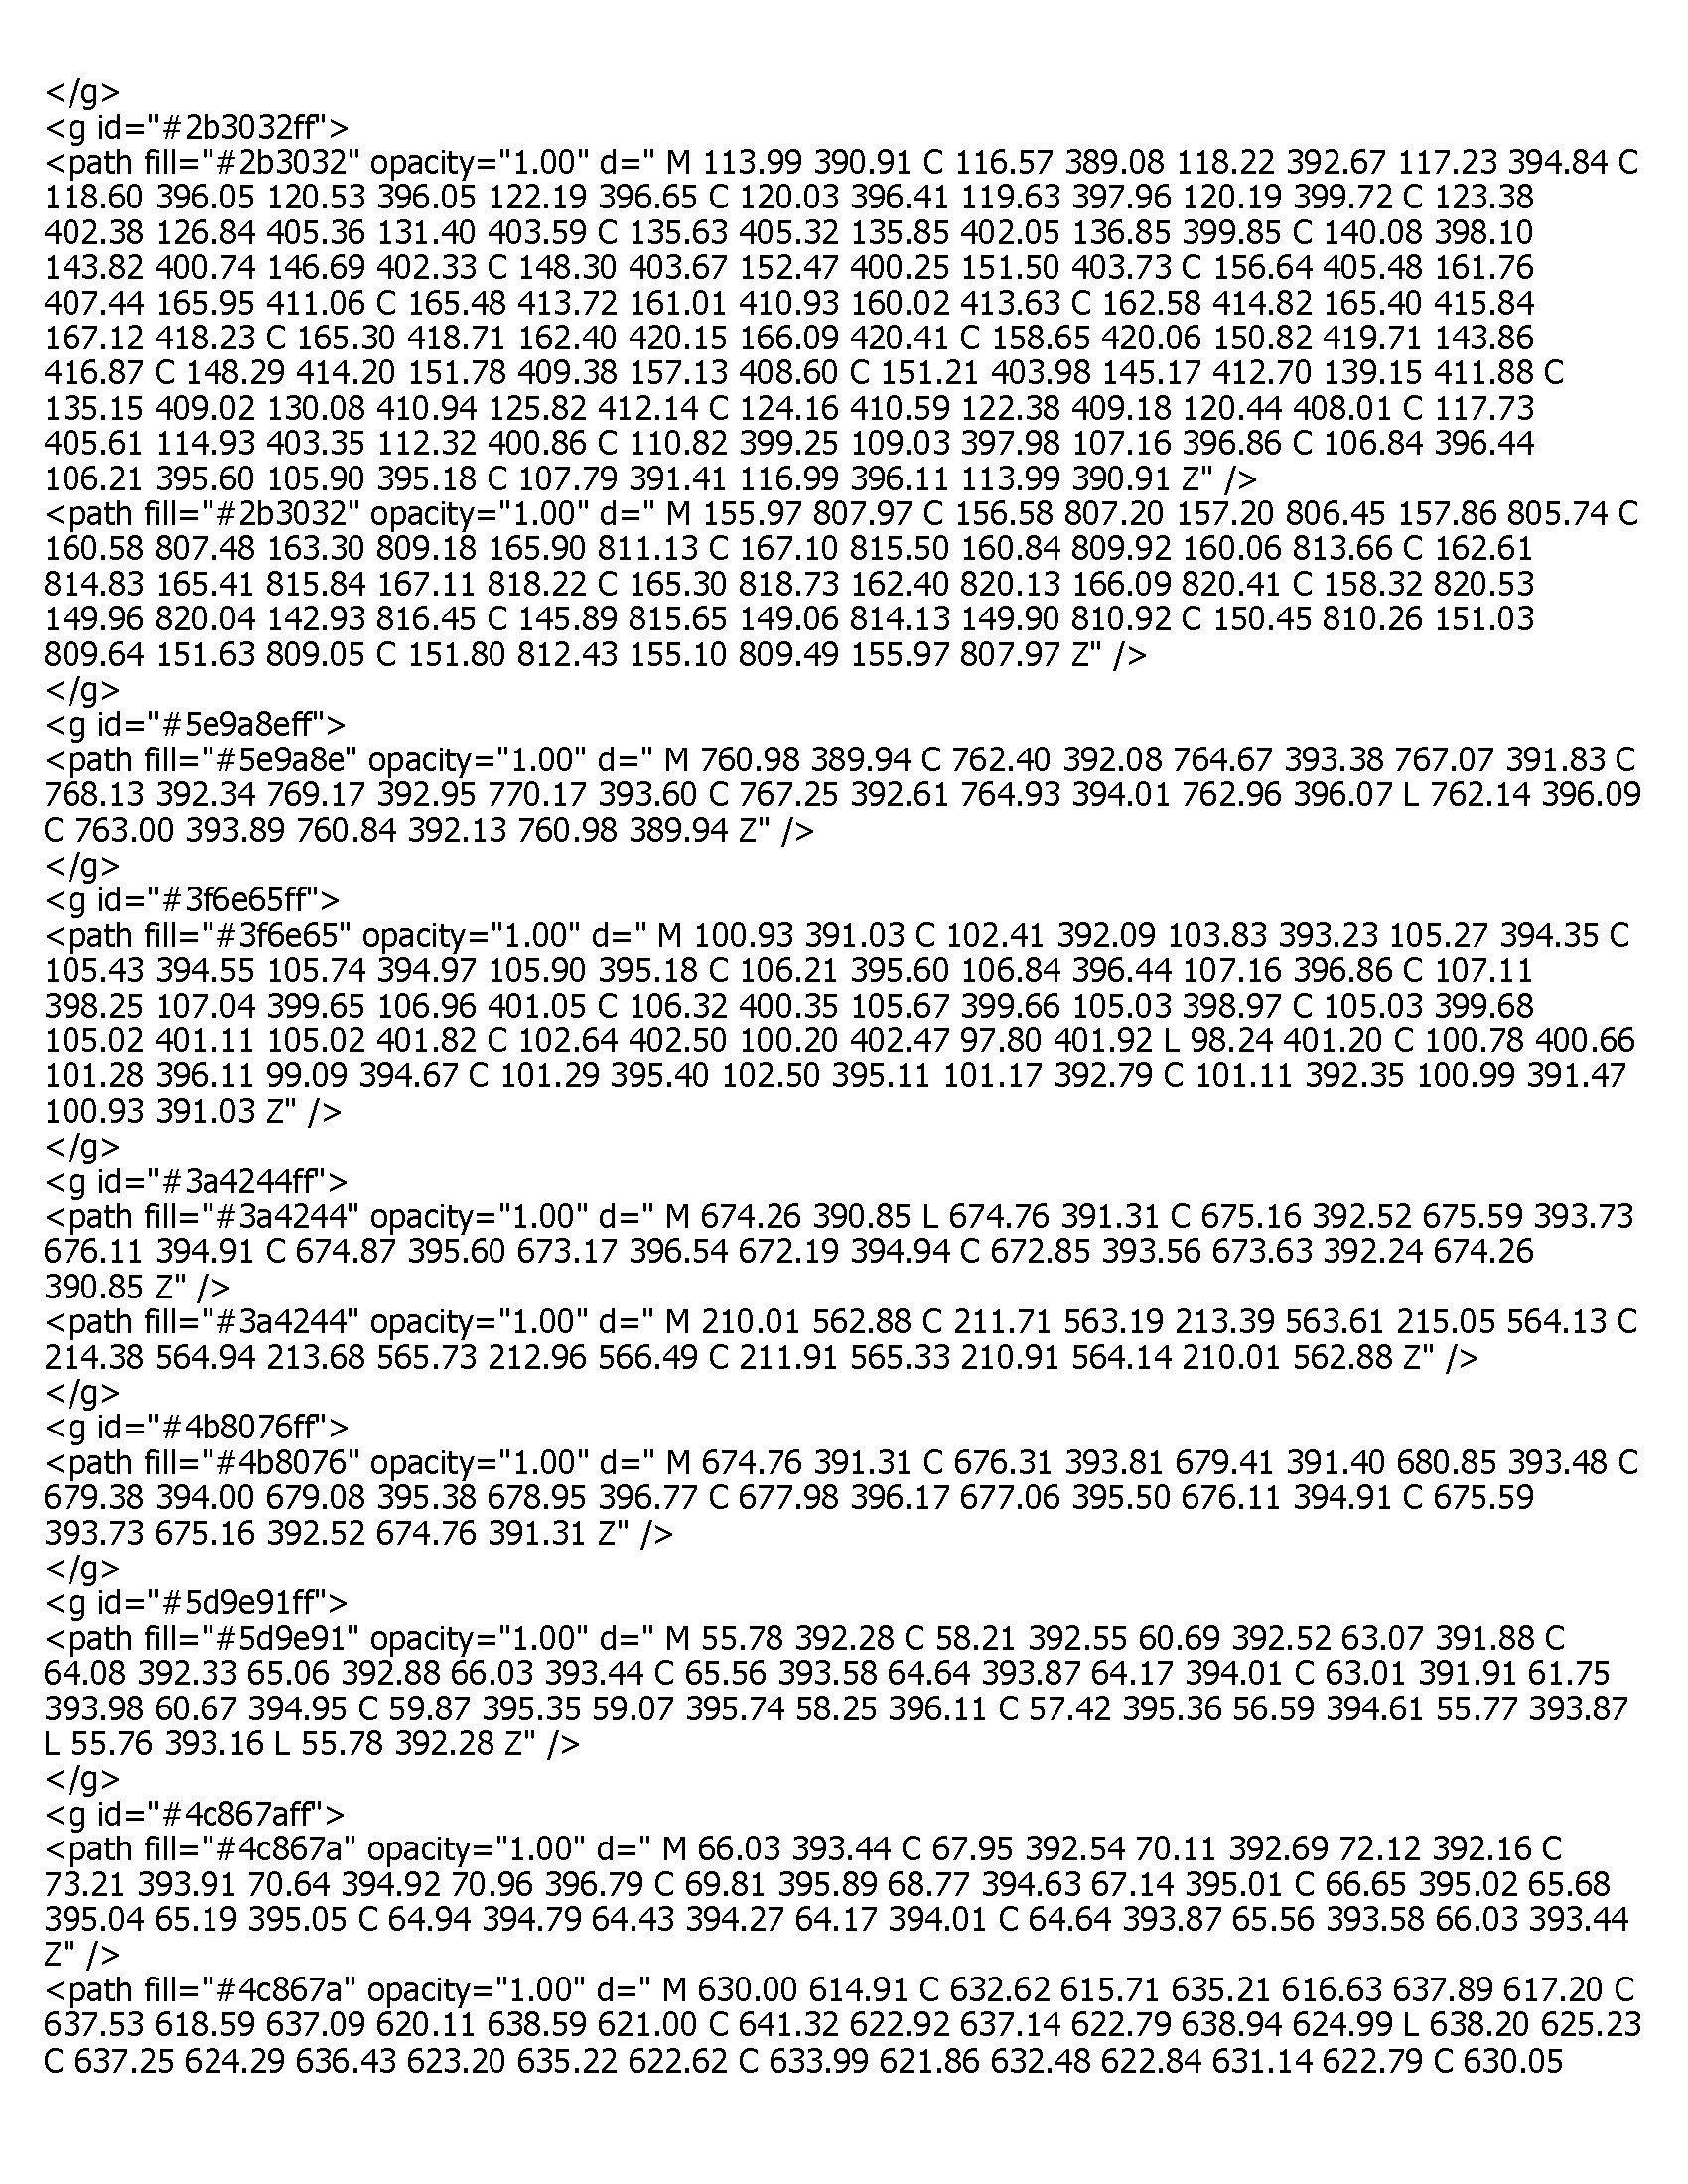 </g>
<g id="#2b3032ff">
<path fill="#2b3032" opacity="1.00" d=" M 113.99 390.91 C 116.57 389.08 118.22 392.67 117.23 394.84 C
118.60 396.05 120.53 396.05 122.19 396.65 C 120.03 396.41 119.63 397.96 120.19 399.72 C 123.38
402.38 126.84 405.36 131.40 403.59 C 135.63 405.32 135.85 402.05 136.85 399.85 C 140.08 398.10
143.82 400.74 146.69 402.33 C 148.30 403.67 152.47 400.25 151.50 403.73 C 156.64 405.48 161.76
407.44 165.95 411.06 C 165.48 413.72 161.01 410.93 160.02 413.63 C 162.58 414.82 165.40 415.84
167.12 418.23 C 165.30 418.71 162.40 420.15 166.09 420.41 C 158.65 420.06 150.82 419.71 143.86
416.87 C 148.29 414.20 151.78 409.38 157.13 408.60 C 151.21 403.98 145.17 412.70 139.15 411.88 C
135.15 409.02 130.08 410.94 125.82 412.14 C 124.16 410.59 122.38 409.18 120.44 408.01 C 117.73
405.61 114.93 403.35 112.32 400.86 C 110.82 399.25 109.03 397.98 107.16 396.86 C 106.84 396.44
106.21 395.60 105.90 395.18 C 107.79 391.41 116.99 396.11 113.99 390.91 Z" />
<path fill="#2b3032" opacity="1.00" d=" M 155.97 807.97 C 156.58 807.20 157.20 806.45 157.86 805.74 C
160.58 807.48 163.30 809.18 165.90 811.13 C 167.10 815.50 160.84 809.92 160.06 813.66 C 162.61
814.83 165.41 815.84 167.11 818.22 C 165.30 818.73 162.40 820.13 166.09 820.41 C 158.32 820.53
149.96 820.04 142.93 816.45 C 145.89 815.65 149.06 814.13 149.90 810.92 C 150.45 810.26 151.03
809.64 151.63 809.05 C 151.80 812.43 155.10 809.49 155.97 807.97 Z" />
</g>
<g id="#5e9a8eff">
<path fill="#5e9a8e" opacity="1.00" d=" M 760.98 389.94 C 762.40 392.08 764.67 393.38 767.07 391.83 C
768.13 392.34 769.17 392.95 770.17 393.60 C 767.25 392.61 764.93 394.01 762.96 396.07 L 762.14 396.09
C 763.00 393.89 760.84 392.13 760.98 389.94 Z" />
</g>
<g id="#3f6e65ff">
<path fill="#3f6e65" opacity="1.00" d=" M 100.93 391.03 C 102.41 392.09 103.83 393.23 105.27 394.35 C
105.43 394.55 105.74 394.97 105.90 395.18 C 106.21 395.60 106.84 396.44 107.16 396.86 C 107.11
398.25 107.04 399.65 106.96 401.05 C 106.32 400.35 105.67 399.66 105.03 398.97 C 105.03 399.68
105.02 401.11 105.02 401.82 C 102.64 402.50 100.20 402.47 97.80 401.92 L 98.24 401.20 C 100.78 400.66
101.28 396.11 99.09 394.67 C 101.29 395.40 102.50 395.11 101.17 392.79 C 101.11 392.35 100.99 391.47
100.93 391.03 Z" />
</g>
<g id="#3a4244ff">
<path fill="#3a4244" opacity="1.00" d=" M 674.26 390.85 L 674.76 391.31 C 675.16 392.52 675.59 393.73
676.11 394.91 C 674.87 395.60 673.17 396.54 672.19 394.94 C 672.85 393.56 673.63 392.24 674.26
390.85 Z" />
<path fill="#3a4244" opacity="1.00" d=" M 210.01 562.88 C 211.71 563.19 213.39 563.61 215.05 564.13 C
214.38 564.94 213.68 565.73 212.96 566.49 C 211.91 565.33 210.91 564.14 210.01 562.88 Z" />
</g>
<g id="#4b8076ff">
<path fill="#4b8076" opacity="1.00" d=" M 674.76 391.31 C 676.31 393.81 679.41 391.40 680.85 393.48 C
679.38 394.00 679.08 395.38 678.95 396.77 C 677.98 396.17 677.06 395.50 676.11 394.91 C 675.59
393.73 675.16 392.52 674.76 391.31 Z" />
</g>
<g id="#5d9e91ff">
<path fill="#5d9e91" opacity="1.00" d=" M 55.78 392.28 C 58.21 392.55 60.69 392.52 63.07 391.88 C
64.08 392.33 65.06 392.88 66.03 393.44 C 65.56 393.58 64.64 393.87 64.17 394.01 C 63.01 391.91 61.75
393.98 60.67 394.95 C 59.87 395.35 59.07 395.74 58.25 396.11 C 57.42 395.36 56.59 394.61 55.77 393.87
L 55.76 393.16 L 55.78 392.28 Z" />
</g>
<g id="#4c867aff">
<path fill="#4c867a" opacity="1.00" d=" M 66.03 393.44 C 67.95 392.54 70.11 392.69 72.12 392.16 C
73.21 393.91 70.64 394.92 70.96 396.79 C 69.81 395.89 68.77 394.63 67.14 395.01 C 66.65 395.02 65.68
395.04 65.19 395.05 C 64.94 394.79 64.43 394.27 64.17 394.01 C 64.64 393.87 65.56 393.58 66.03 393.44
Z" />
<path fill="#4c867a" opacity="1.00" d=" M 630.00 614.91 C 632.62 615.71 635.21 616.63 637.89 617.20 C
637.53 618.59 637.09 620.11 638.59 621.00 C 641.32 622.92 637.14 622.79 638.94 624.99 L 638.20 625.23
C 637.25 624.29 636.43 623.20 635.22 622.62 C 633.99 621.86 632.48 622.84 631.14 622.79 C 630.05